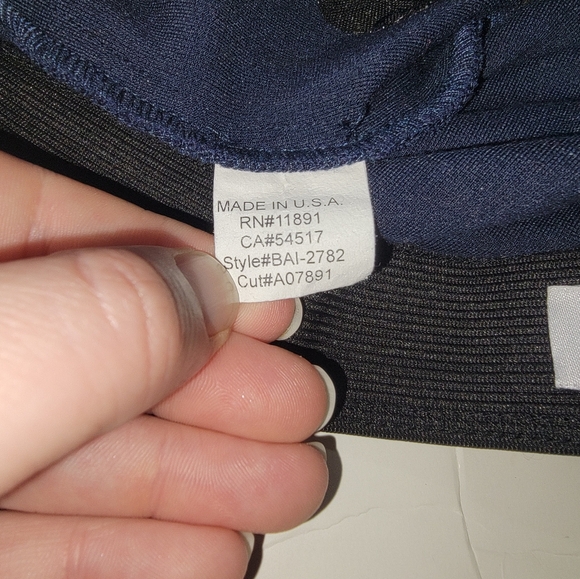 MADE IN U.S.A.
RN#11891
CA#54517
Style#BAI-2782
Cut#A07891